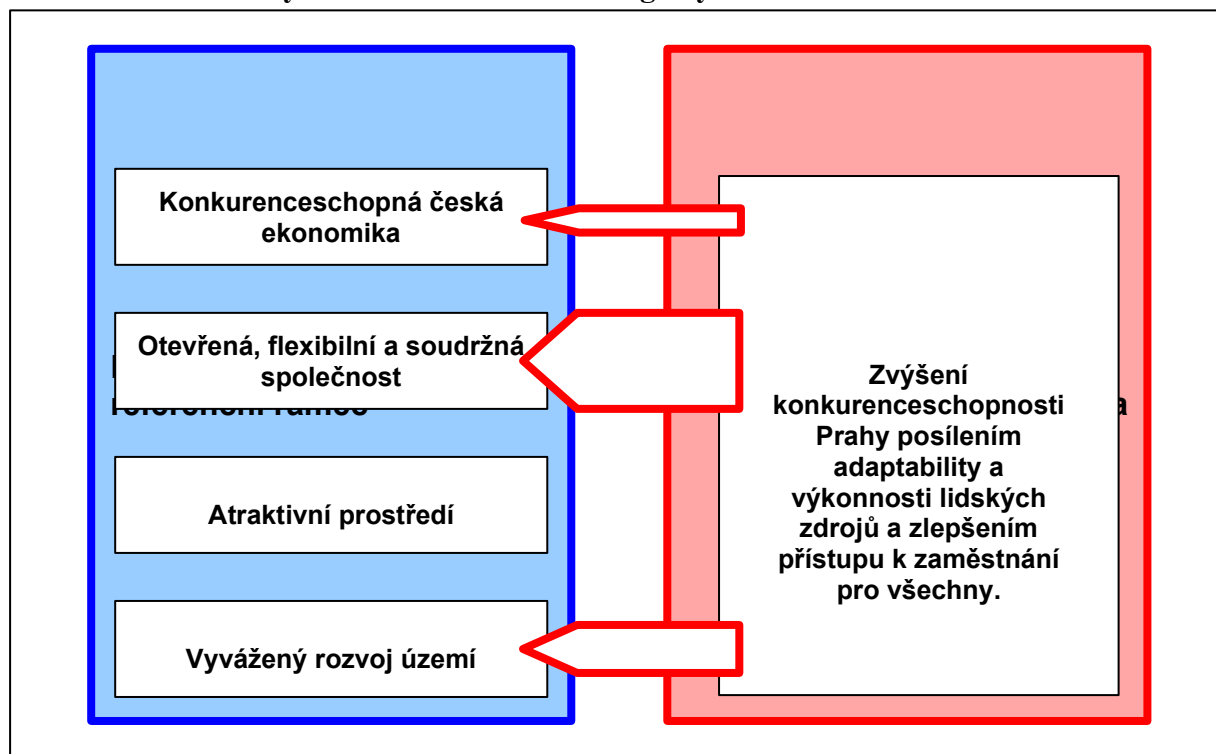 Konkurenceschopná česká
ekonomika
Otevřená, flexibilní a soudržná
společnost
Atraktivní prostředí
Vyvážený rozvoj území
Zvýšení
konkurenceschopnosti
Prahy posílením
adaptability a
výkonnosti lidských
zdrojů a zlepšením
přístupu k zaměstnání
pro všechny.